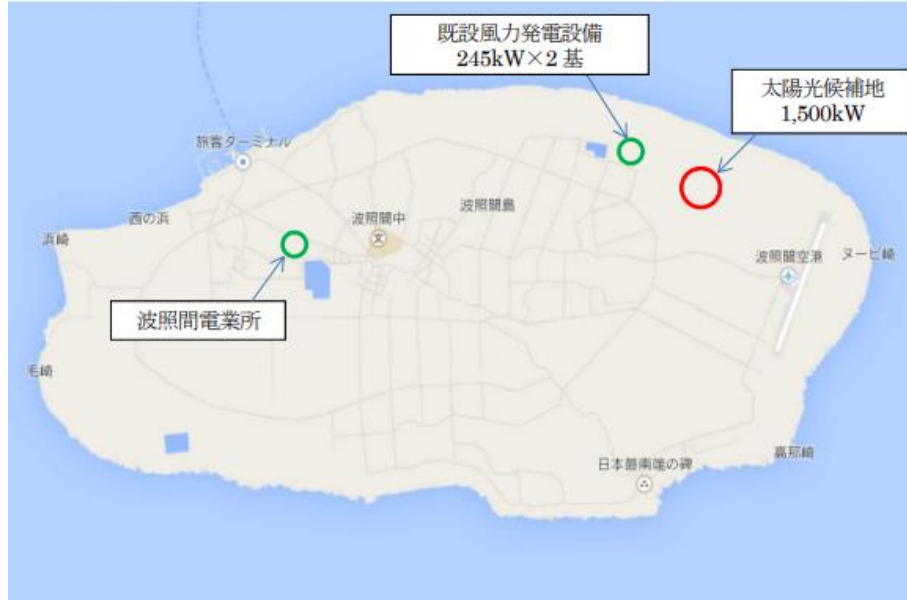 既設風力発電設備
245kW×2 基
太陽光候補地
1,500kW
旅客ターミナル
西の浜
波照間中
波照間島
浜崎
波照間空港
ヌービ崎
波照間電業所
毛崎
日本最南端の碑
高那崎